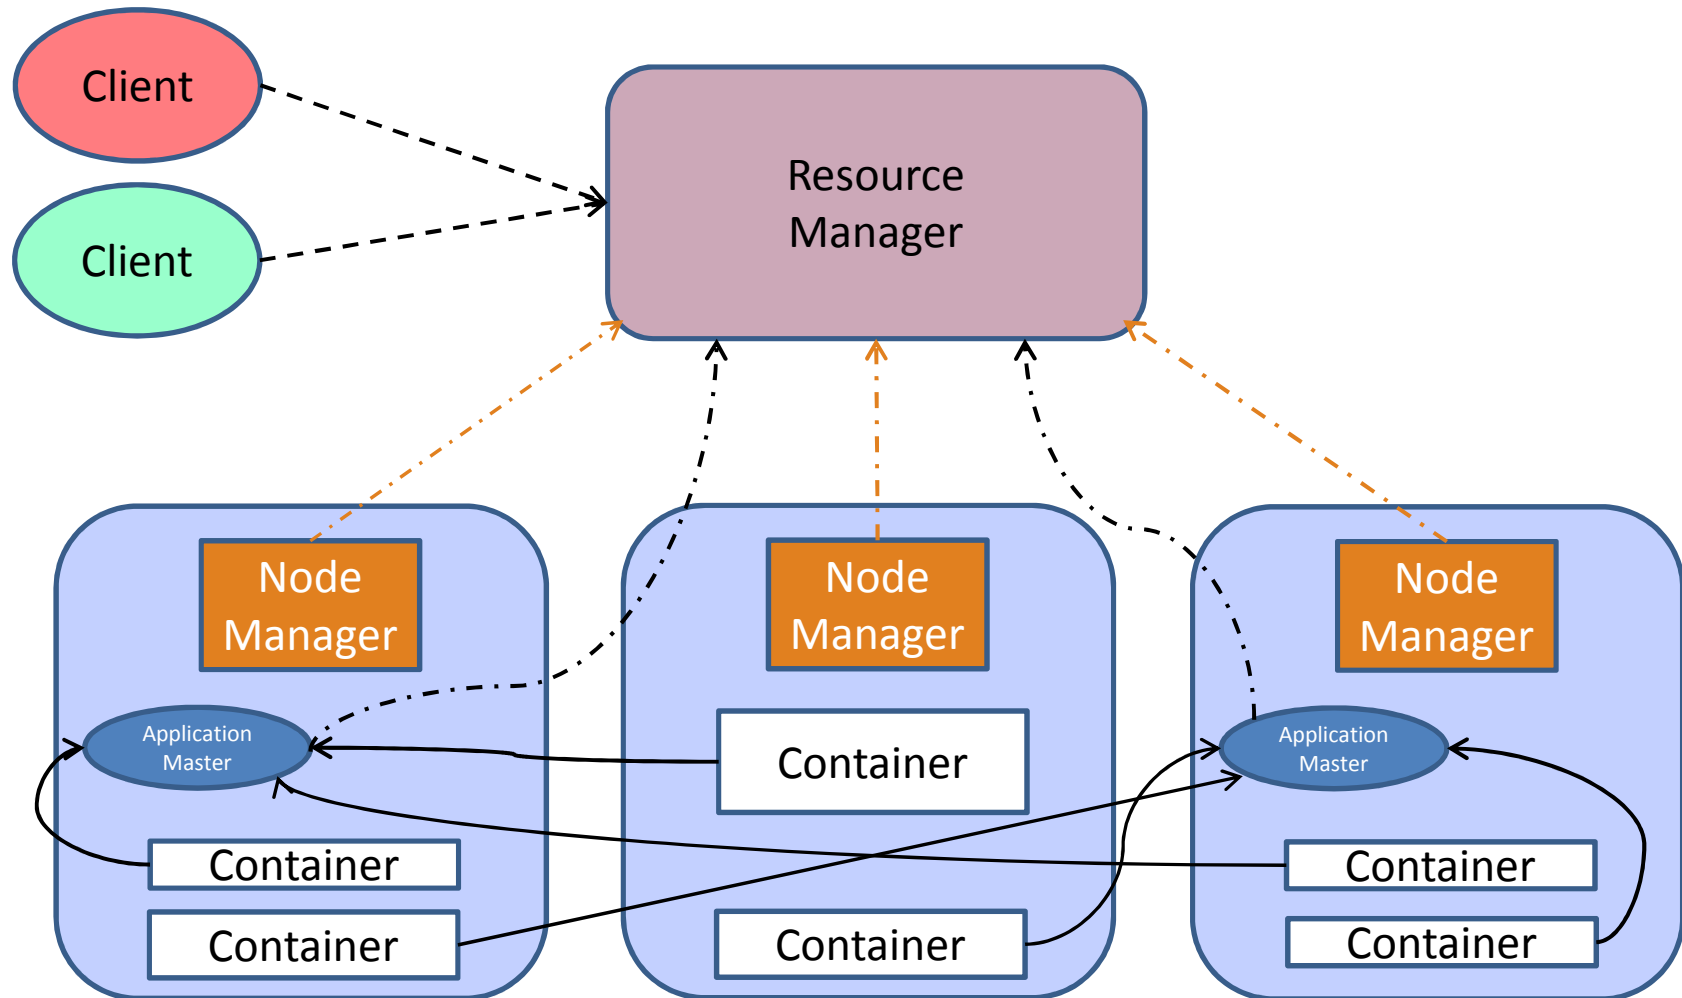 Client
Client
Resource
Manager
Node
Manager
Node
Manager
Node
Manager
Application
Master
Container
Application
Master
Container
Container
Container
Container
Container